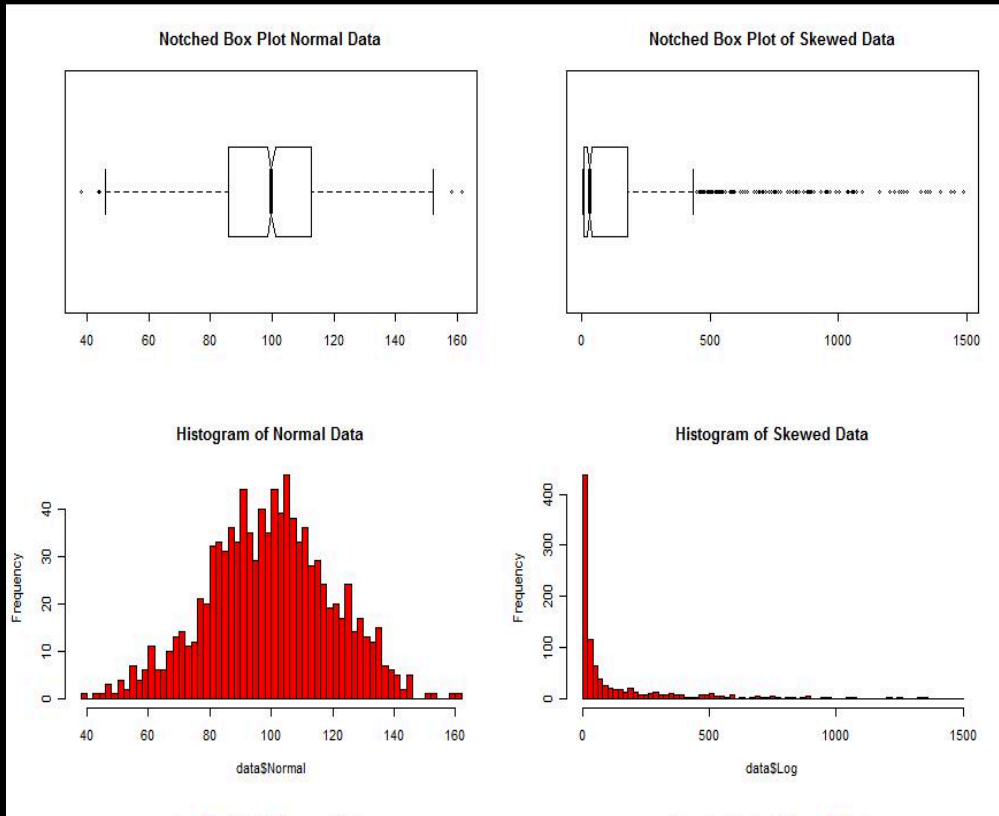 Notched Box Plot Normal Data
40 60 80 100 120 140 160
Notched Box Plot of Skewed Data
0 500 1000 1500
Histogram of Normal Data
Frequency
0 10 20 30 40
40 60 80 100 120 140 160
data$Normal
Histogram of Skewed Data
Frequency
0 100 200 300 400
0 500 1000 1500
data$Log